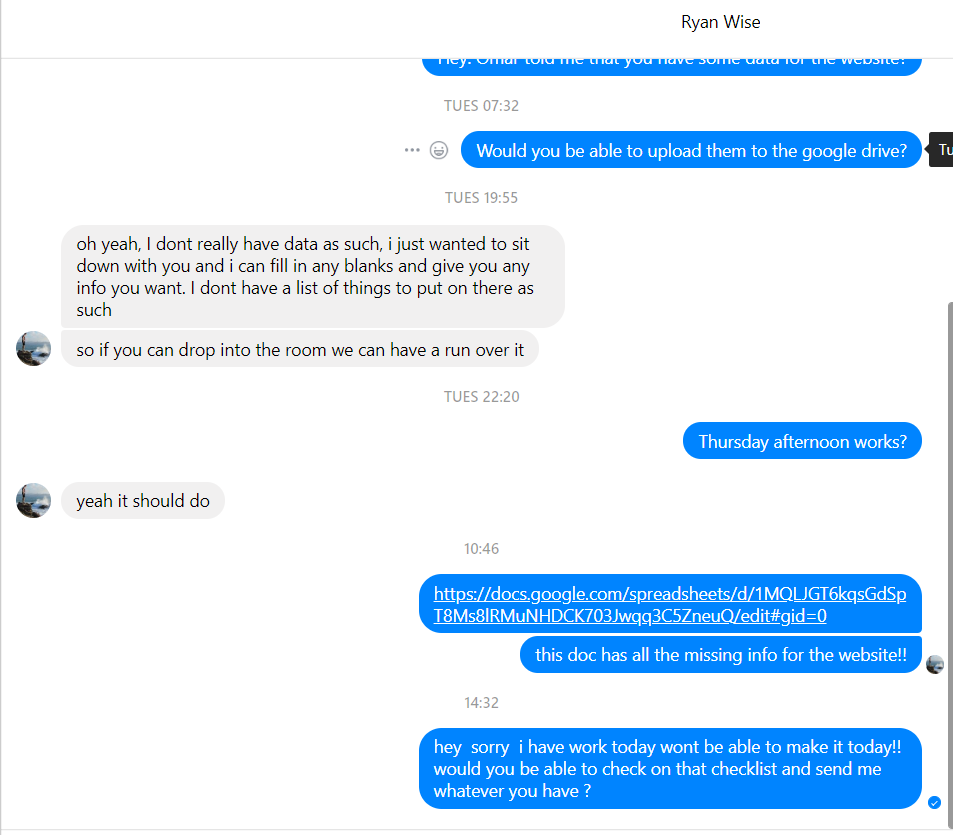 Ryan Wise
Hey. Omar told me that you have some data for the website!
TUES 07:32
Would you be able to upload them to the google drive?
Tu
TUES 19:55
oh yeah, I dont really have data as such, i just wanted to sit
down with you and i can fill in any blanks and give you any
info you want. I dont have a list of things to put on there as
such
so if you can drop into the room we can have a run over it
TUES 22:20
Thursday afternoon works?
yeah it should do
10:46
https://docs.google.com/spreadsheets/d/1MQLJGT6kqsGdSp
T8Ms8lRMuNHDCK703Jwqq3C5ZneuQ/edit#gid=0
this doc has all the missing info for the website!!
14:32
hey  sorry  i have work today wont be able to make it today!!
would you be able to check on that checklist and send me
whatever you have ?